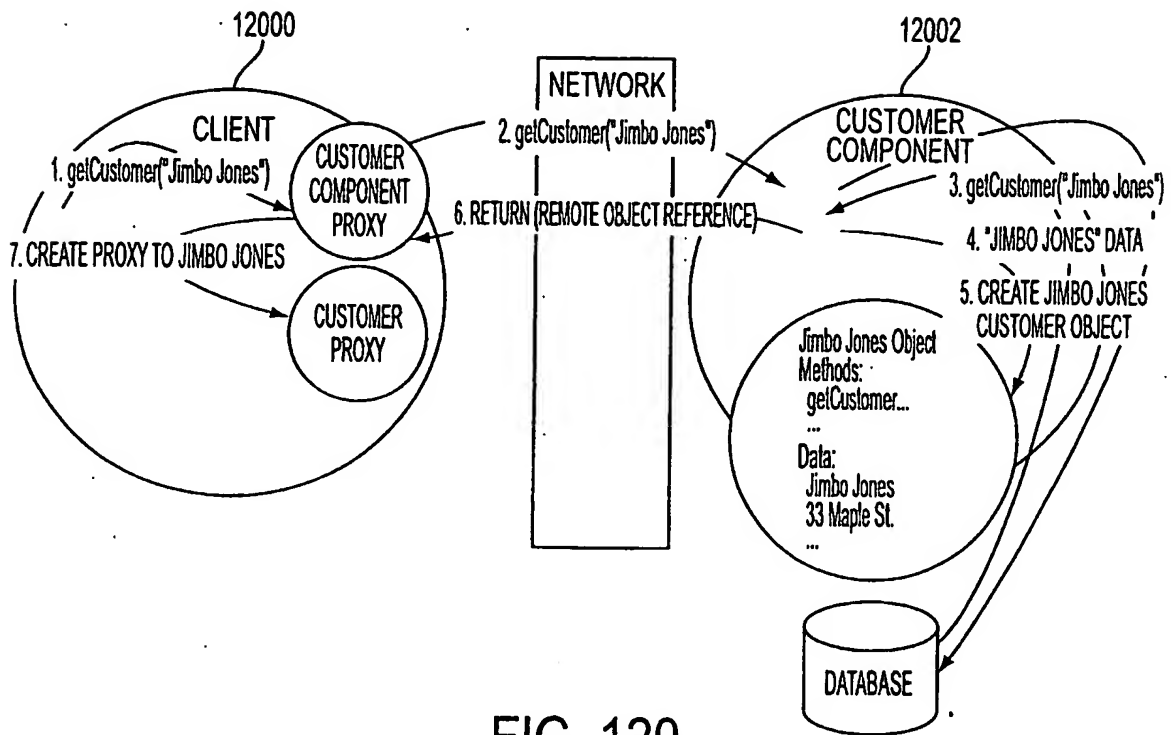 12000
12002
NETWORK
CLIENT
1. getCustomer("Jimbo Jones")
CUSTOMER
COMPONENT
PROXY
2. getCustomer("Jimbo Jones")
CUSTOMER
COMPONENT
3. getCustomer("Jimbo Jones")
6. RETURN (REMOTE OBJECT REFERENCE)
4. "JIMBO JONES" DATA
7. CREATE PROXY TO JIMBO JONES
5. CREATE JIMBO JONES
CUSTOMER OBJECT
CUSTOMER
PROXY
Jimbo Jones Object
Methods:
getCustomer...
...
Data:
Jimbo Jones
33 Maple St.
...
DATABASE
FIG. 120